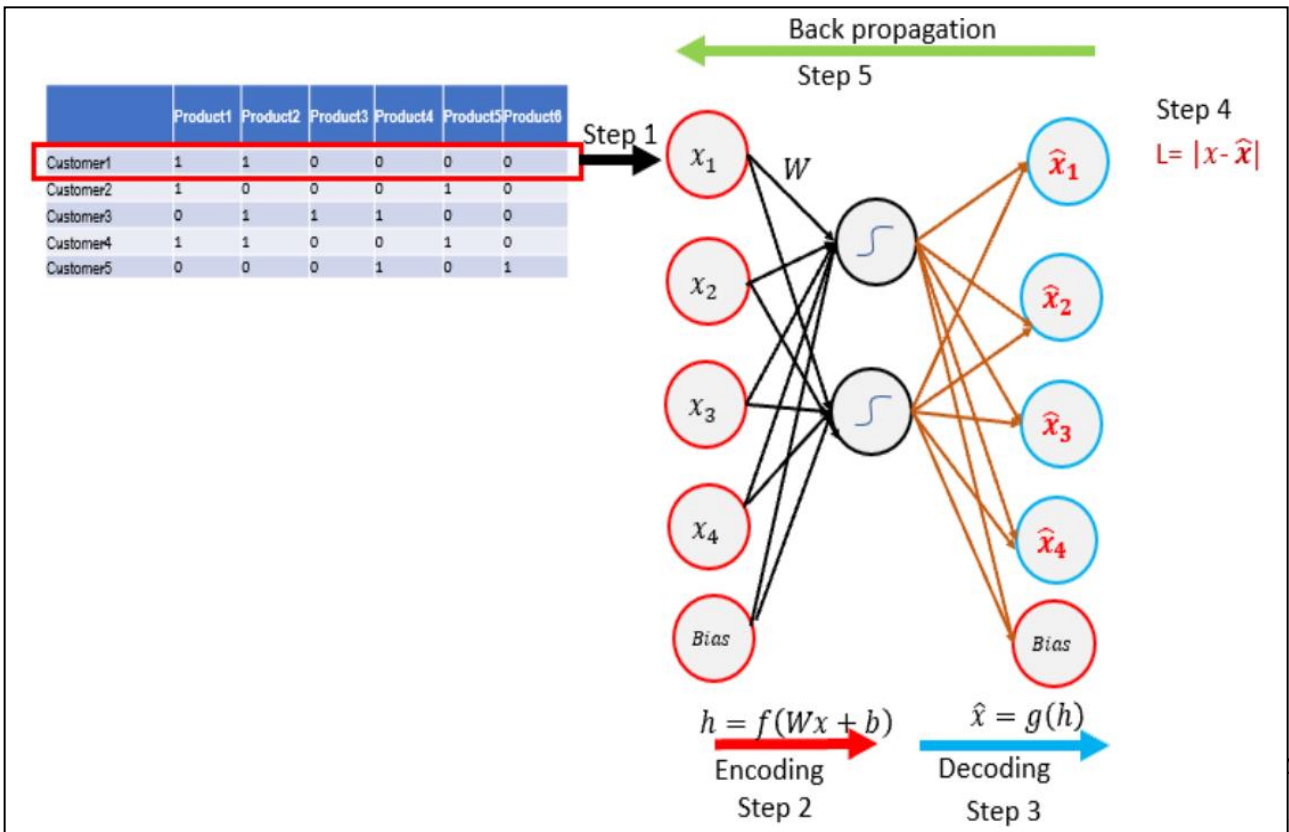 Back propagation
Step 5
Product1 Product2 Product3 Product4 Product5 Product6
Customer1 1 1 0 0 0 0
Customer2 1 0 0 0 1 0
Customer3 0 1 1 1 0 0
Customer4 1 1 0 0 1 0
Customer5 0 0 0 1 0 1
Step 1
x₁
x₂
x₃
x₄
Bias
W
x̂₁
x̂₂
x̂₃
x̂₄
Bias
Step 4
L= |x- x̂|
h = f(Wx + b)
Encoding
Step 2
x̂ = g(h)
Decoding
Step 3